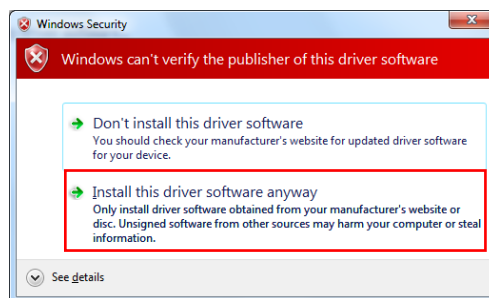 Windows Security
Windows can't verify the publisher of this driver software
Don't install this driver software
You should check your manufacturer's website for updated driver software
for your device.
Install this driver software anyway
Only install driver software obtained from your manufacturer's website or
disc. Unsigned software from other sources may harm your computer or steal
information.
See details